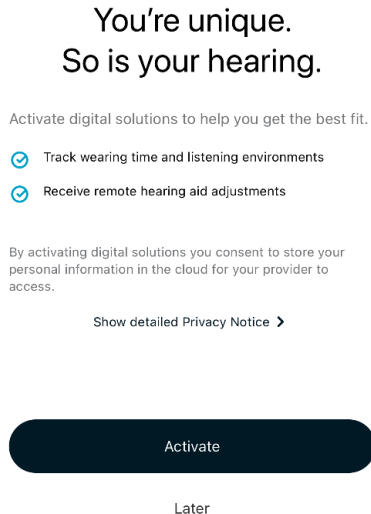 You're unique.
So is your hearing.
Activate digital solutions to help you get the best fit.
Track wearing time and listening environments
Receive remote hearing aid adjustments
By activating digital solutions you consent to store your
personal information in the cloud for your provider to
access.
Show detailed Privacy Notice
Activate
Later